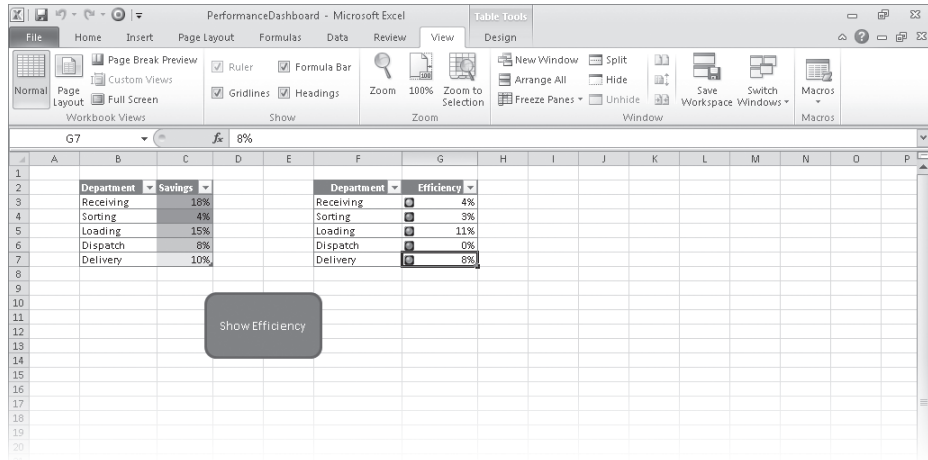 PerformanceDashboard - Microsoft Excel Table Tools
File Home Insert Page Layout Formulas Data Review View Design
Normal
Page Layout
Page Break Preview
Custom Views
Full Screen
Workbook Views
Ruler
Formula Bar
Gridlines
Headings
Show
Zoom
100%
Zoom to Selection
Zoom
New Window
Arrange All
Freeze Panes
Split
Hide
Unhide
Save Workspace
Switch Windows
Window
Macros
Macros
G7 fx 8%
A B C D E F G H I J K L M N O P
1
2 Department Savings Department Efficiency
3 Receiving 18% Receiving 4%
4 Sorting 4% Sorting 3%
5 Loading 15% Loading 11%
6 Dispatch 8% Dispatch 0%
7 Delivery 10% Delivery 8%
8
9
10
11
12
13
14
15
16
17
18
19
20
Show Efficiency